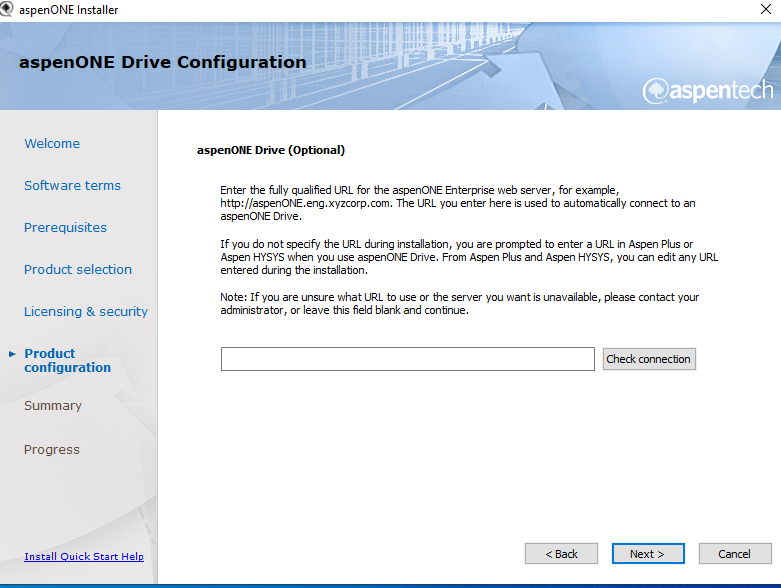 aspenONE Installer
aspenONE Drive Configuration
aspentech
Welcome
Software terms
Prerequisites
Product selection
Licensing & security
Product
configuration
Summary
Progress
Install Quick Start Help
aspenONE Drive (Optional)
Enter the fully qualified URL for the aspenONE Enterprise web server, for example,
http://aspenONE.eng.xyzcorp.com. The URL you enter here is used to automatically connect to an
aspenONE Drive.
If you do not specify the URL during installation, you are prompted to enter a URL in Aspen Plus or
Aspen HYSYS when you use aspenONE Drive. From Aspen Plus and Aspen HYSYS, you can edit any URL
entered during the installation.
Note: If you are unsure what URL to use or the server you want is unavailable, please contact your
administrator, or leave this field blank and continue.
Check connection
< Back
Next >
Cancel